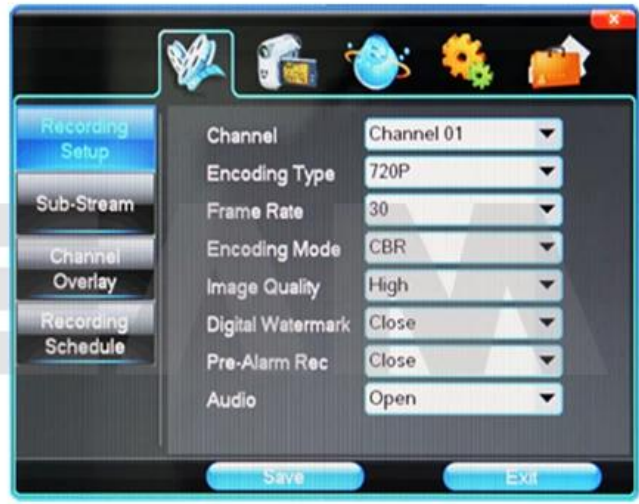 Recording
Setup
Sub-Stream
Channel
Overlay
Recording
Schedule
Channel Channel 01
Encoding Type 720P
Frame Rate 30
Encoding Mode CBR
Image Quality High
Digital Watermark Close
Pre-Alarm Rec Close
Audio Open
Save Exit